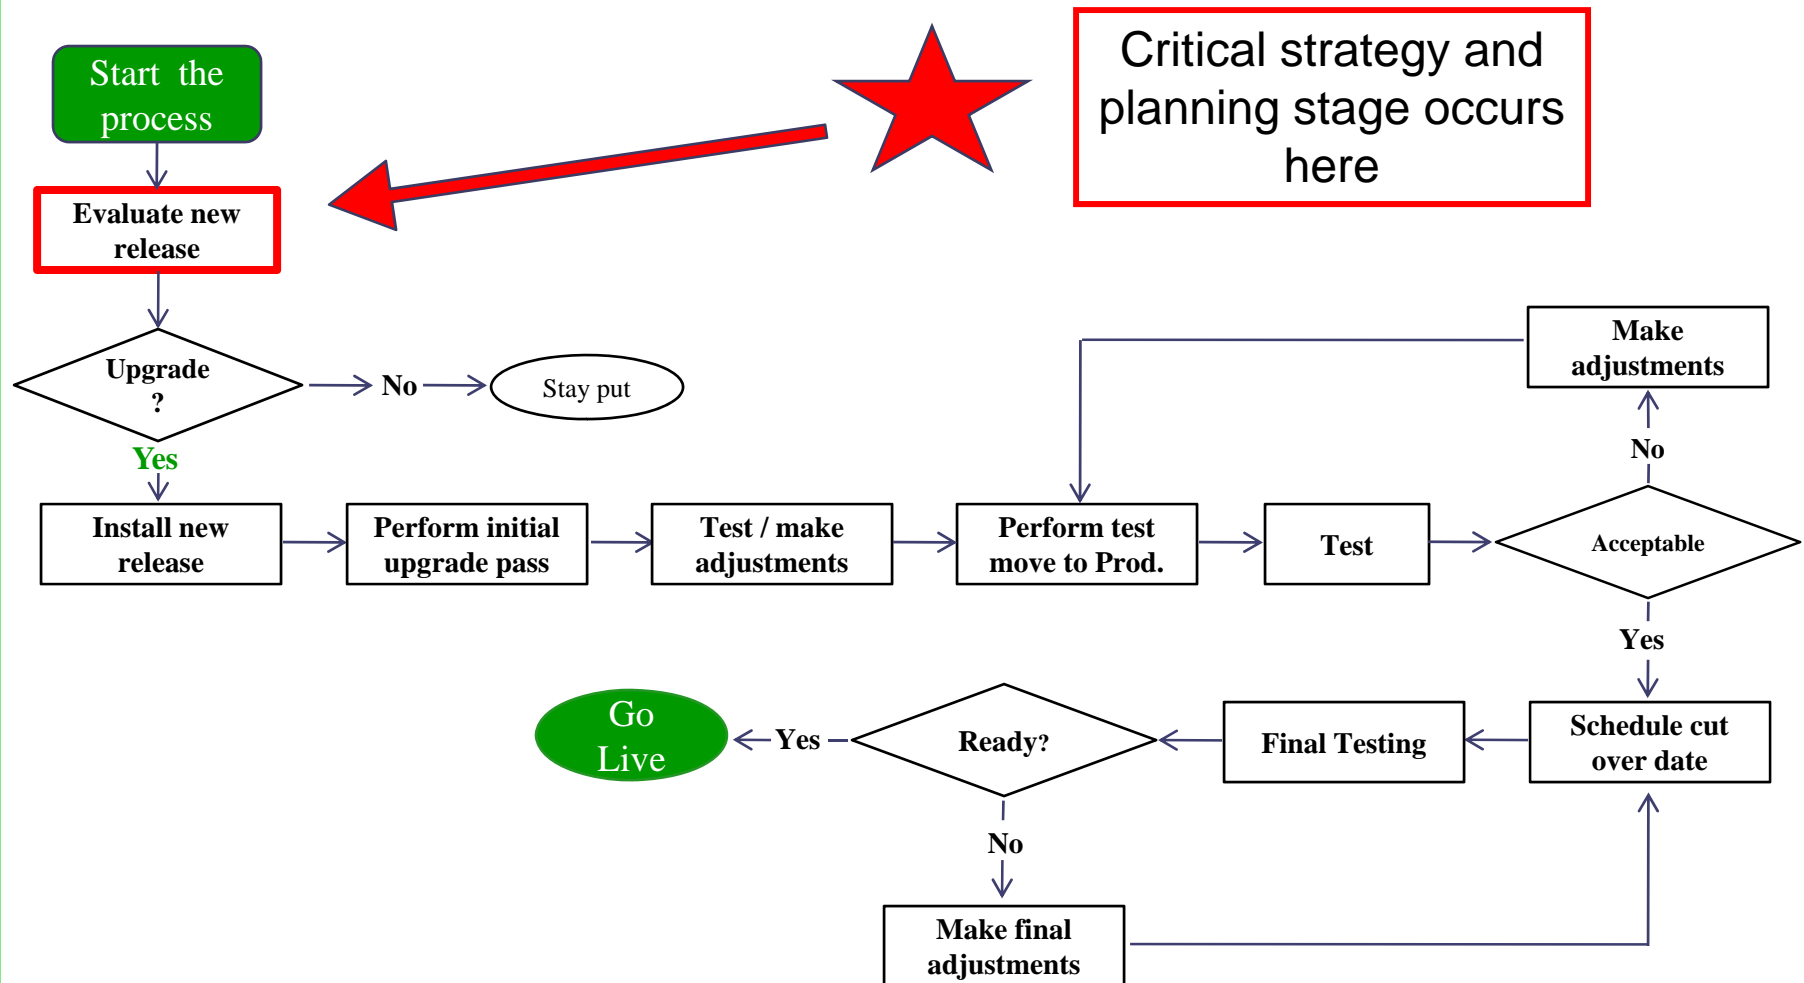 Start the
process
Critical strategy and
planning stage occurs
here
Evaluate new
release
Upgrade
?
No
Stay put
Yes
Make
adjustments
No
Install new
release
Perform initial
upgrade pass
Test / make
adjustments
Perform test
move to Prod.
Test
Acceptable
Yes
Schedule cut
over date
Final Testing
Ready?
Yes
Go
Live
No
Make final
adjustments